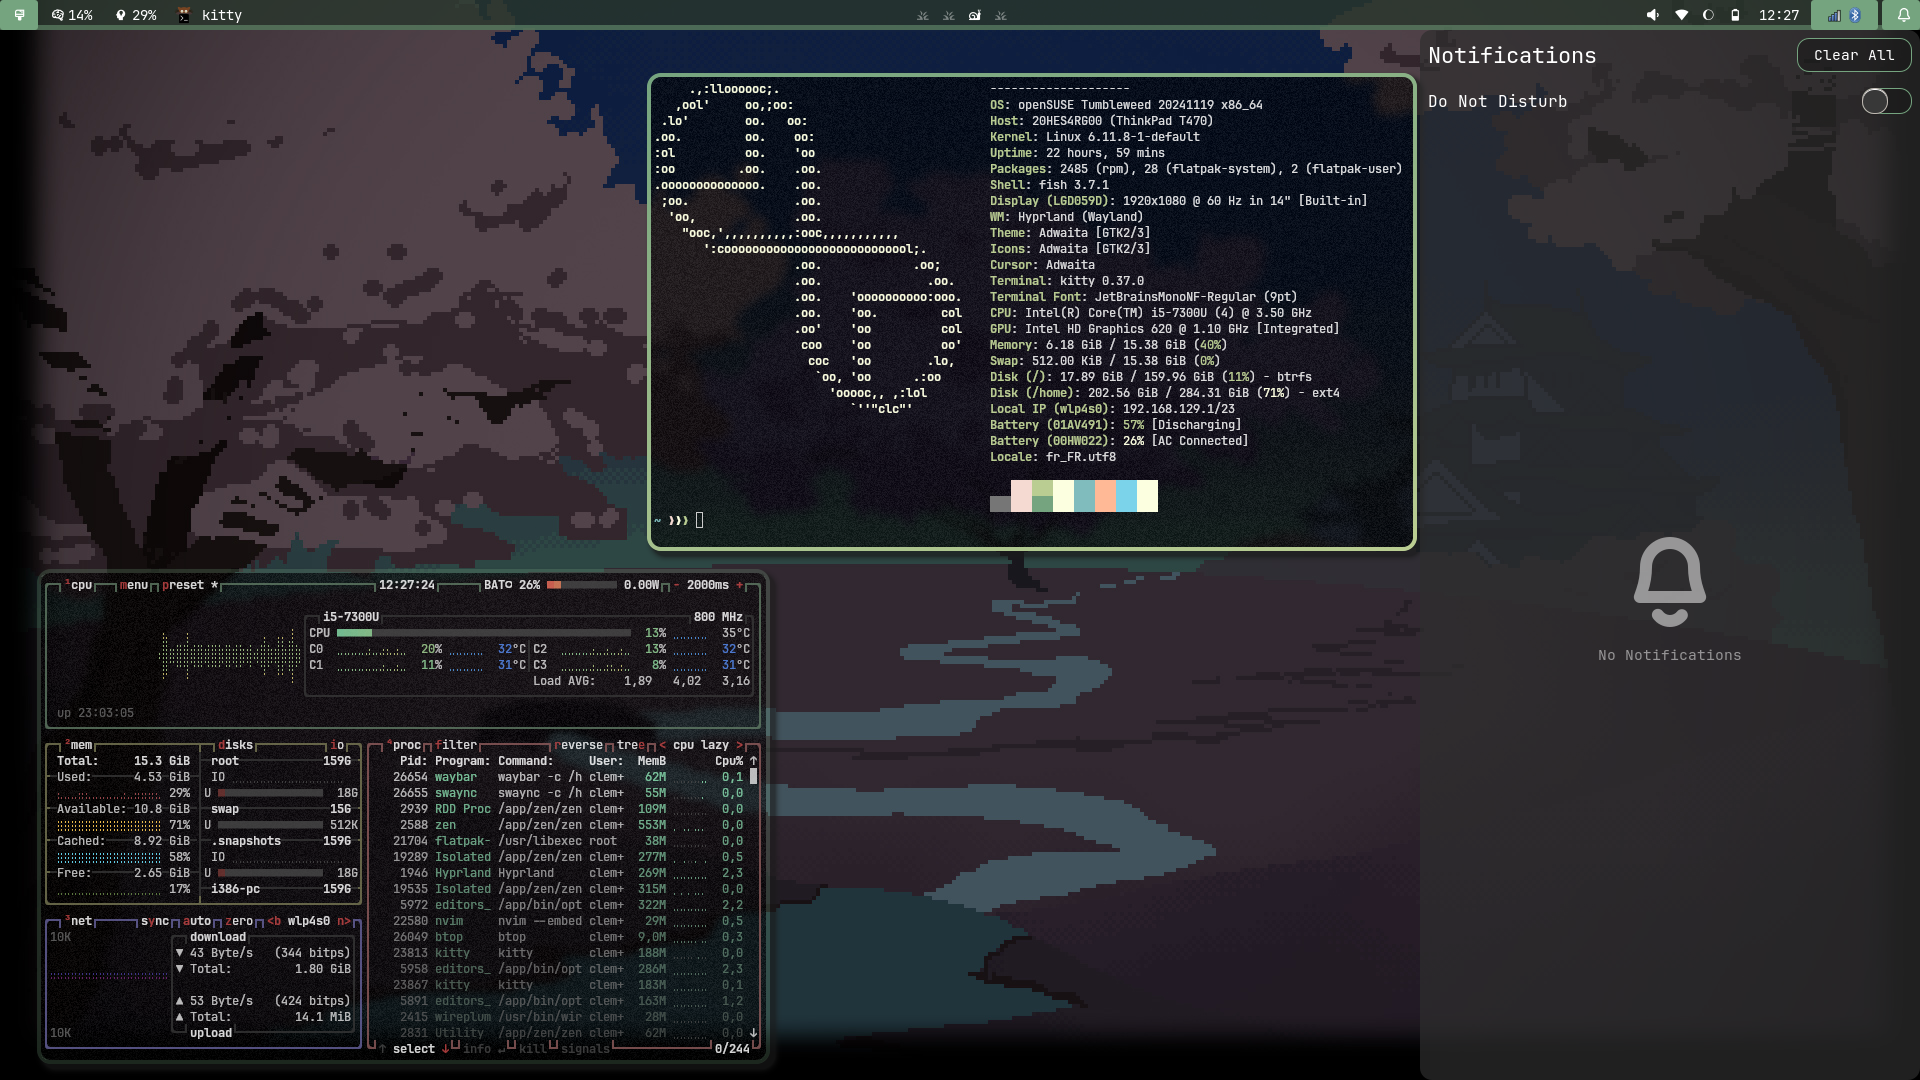 14% 29% kitty 12:27
Notifications
Clear All
Do Not Disturb
No Notifications
-------------------
OS: openSUSE Tumbleweed 20241119 x86_64
Host: 20HES4RG00 (ThinkPad T470)
Kernel: Linux 6.11.8-1-default
Uptime: 22 hours, 59 mins
Packages: 2485 (rpm), 28 (flatpak-system), 2 (flatpak-user)
Shell: fish 3.7.1
Display (LGD059D): 1920x1080 @ 60 Hz in 14" [Built-in]
WM: Hyprland (Wayland)
Theme: Adwaita [GTK2/3]
Icons: Adwaita [GTK2/3]
Cursor: Adwaita
Terminal: kitty 0.37.0
Terminal Font: JetBrainsMonoNF-Regular (9pt)
CPU: Intel(R) Core(TM) i5-7300U (4) @ 3.50 GHz
GPU: Intel HD Graphics 620 @ 1.10 GHz [Integrated]
Memory: 6.18 GiB / 15.38 GiB (40%)
Swap: 512.00 KiB / 15.38 GiB (0%)
Disk (/): 17.89 GiB / 159.96 GiB (11%) - btrfs
Disk (/home): 202.56 GiB / 284.31 GiB (71%) - ext4
Local IP (wlp4s0): 192.168.129.1/23
Battery (01AV491): 57% [Discharging]
Battery (00HW022): 26% [AC Connected]
Locale: fr_FR.utf8
~ ❯❯❯
¹cpu menu preset * 12:27:24 BAT 26% 0.00W - 2000ms +
i5-7300U 800 MHz
CPU 13% 35°C
C0 20% 32°C C2 13% 32°C
C1 11% 31°C C3 8% 31°C
Load AVG: 1,89 4,02 3,16
up 23:03:05
²mem disks io
Total: 15.3 GiB
Used: 4.53 GiB
29%
Available: 10.8 GiB
71%
Cached: 8.92 GiB
58%
Free: 2.65 GiB
17%
root 159G
IO
U 18G
swap 15G
U 512K
.snapshots 159G
IO
U 18G
i386-pc 159G
³net sync auto zero <b wlp4s0 n>
10K
download
▼ 43 Byte/s (344 bitps)
▼ Total: 1.80 GiB
▲ 53 Byte/s (424 bitps)
▲ Total: 14.1 MiB
10K
upload
⁴proc filter reverse tree < cpu lazy >
Pid: Program: Command: User: MemB Cpu% ↑
26654 waybar waybar -c /h clem+ 62M 0,1
26655 swaync swaync -c /h clem+ 55M 0,0
2939 RDD Proc /app/zen/zen clem+ 109M 0,0
2588 zen /app/zen/zen clem+ 553M 0,0
21704 flatpak- /usr/libexec root 38M 0,0
19289 Isolated /app/zen/zen clem+ 277M 0,5
1946 Hyprland Hyprland clem+ 269M 2,3
19535 Isolated /app/zen/zen clem+ 315M 0,0
5972 editors_ /app/bin/opt clem+ 322M 2,2
22580 nvim nvim --embed clem+ 29M 0,5
26049 btop btop clem+ 9,0M 0,3
23813 kitty kitty clem+ 188M 0,0
5958 editors_ /app/bin/opt clem+ 286M 2,3
23867 kitty kitty clem+ 183M 0,1
5891 editors_ /app/bin/opt clem+ 163M 1,2
2415 wireplum /usr/bin/wir clem+ 28M 0,0
2831 Utility /app/zen/zen clem+ 62M 0,0 ↓
↑ select ↓ info ↵ kill signals 0/244